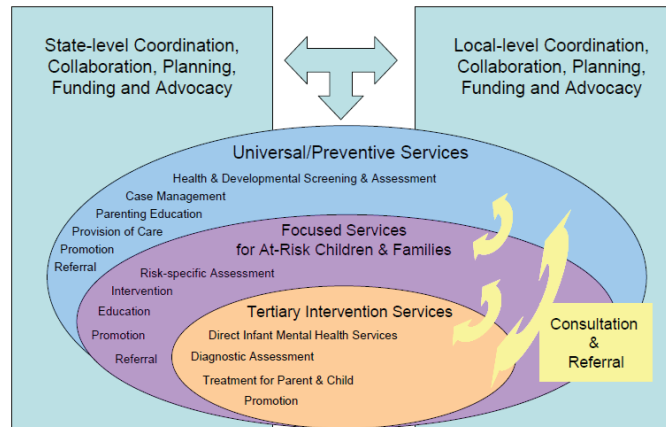 State-level Coordination,
Collaboration, Planning,
Funding and Advocacy
Local-level Coordination,
Collaboration, Planning,
Funding and Advocacy
Universal/Preventive Services
Health & Developmental Screening & Assessment
Case Management
Parenting Education
Provision of Care
Promotion
Referral
Focused Services
for At-Risk Children & Families
Risk-specific Assessment
Intervention
Education
Promotion
Referral
Tertiary Intervention Services
Direct Infant Mental Health Services
Diagnostic Assessment
Treatment for Parent & Child
Promotion
Consultation
&
Referral